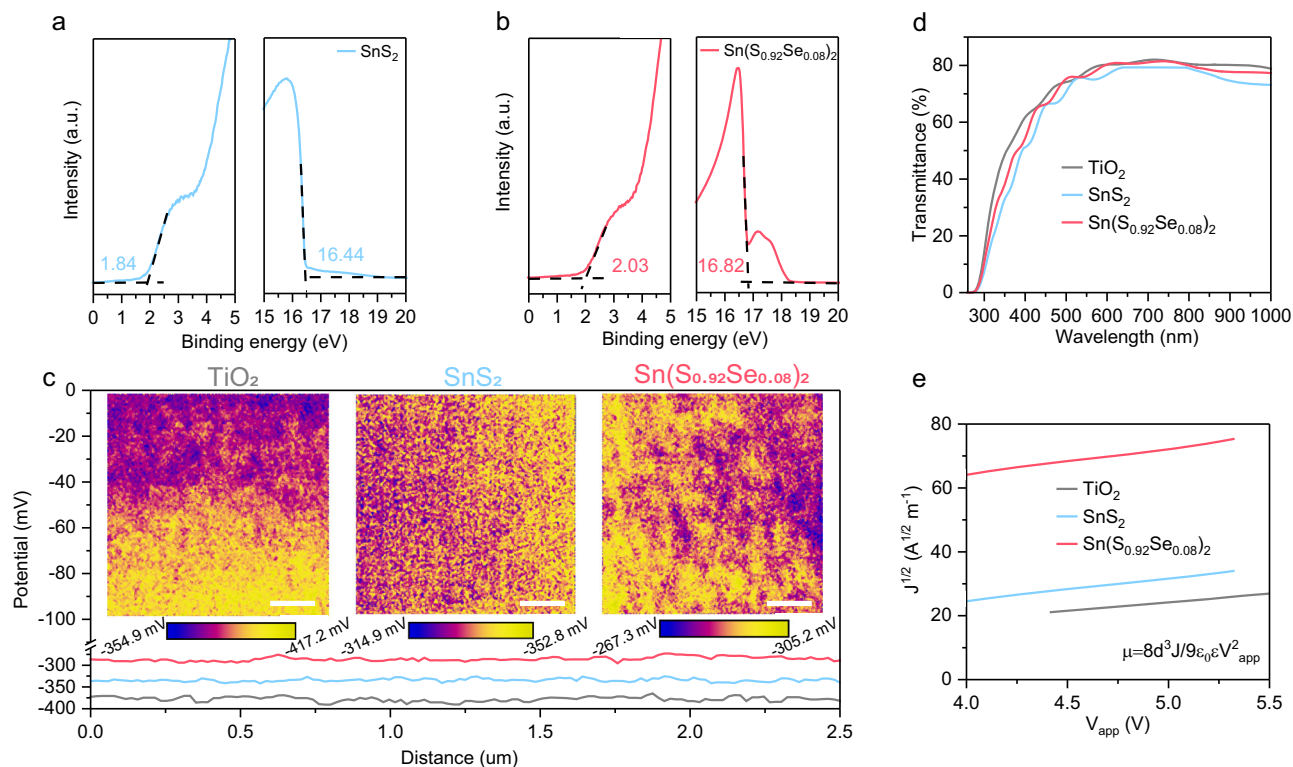 a
Intensity (a.u.)
SnS₂
1.84
16.44
0 1 2 3 4 5
15 16 17 18 19 20
Binding energy (eV)
b
Intensity (a.u.)
Sn(S₀.₉₂Se₀.₀₈)₂
2.03
16.82
0 1 2 3 4 5
15 16 17 18 19 20
Binding energy (eV)
d
Transmittance (%)
80
60
40
20
0
TiO₂
SnS₂
Sn(S₀.₉₂Se₀.₀₈)₂
300 400 500 600 700 800 900 1000
Wavelength (nm)
c
TiO₂
SnS₂
Sn(S₀.₉₂Se₀.₀₈)₂
Potential (mV)
0
-20
-40
-60
-80
-100
-300
-350
-400
-354.9 mV
-417.2 mV
-314.9 mV
-352.8 mV
-267.3 mV
-305.2 mV
0.0 0.5 1.0 1.5 2.0 2.5
Distance (um)
e
J¹ᐟ² (A¹ᐟ² m⁻¹)
80
60
40
20
0
TiO₂
SnS₂
Sn(S₀.₉₂Se₀.₀₈)₂
μ=8d³J/9ε₀εV²app
4.0 4.5 5.0 5.5
Vapp (V)